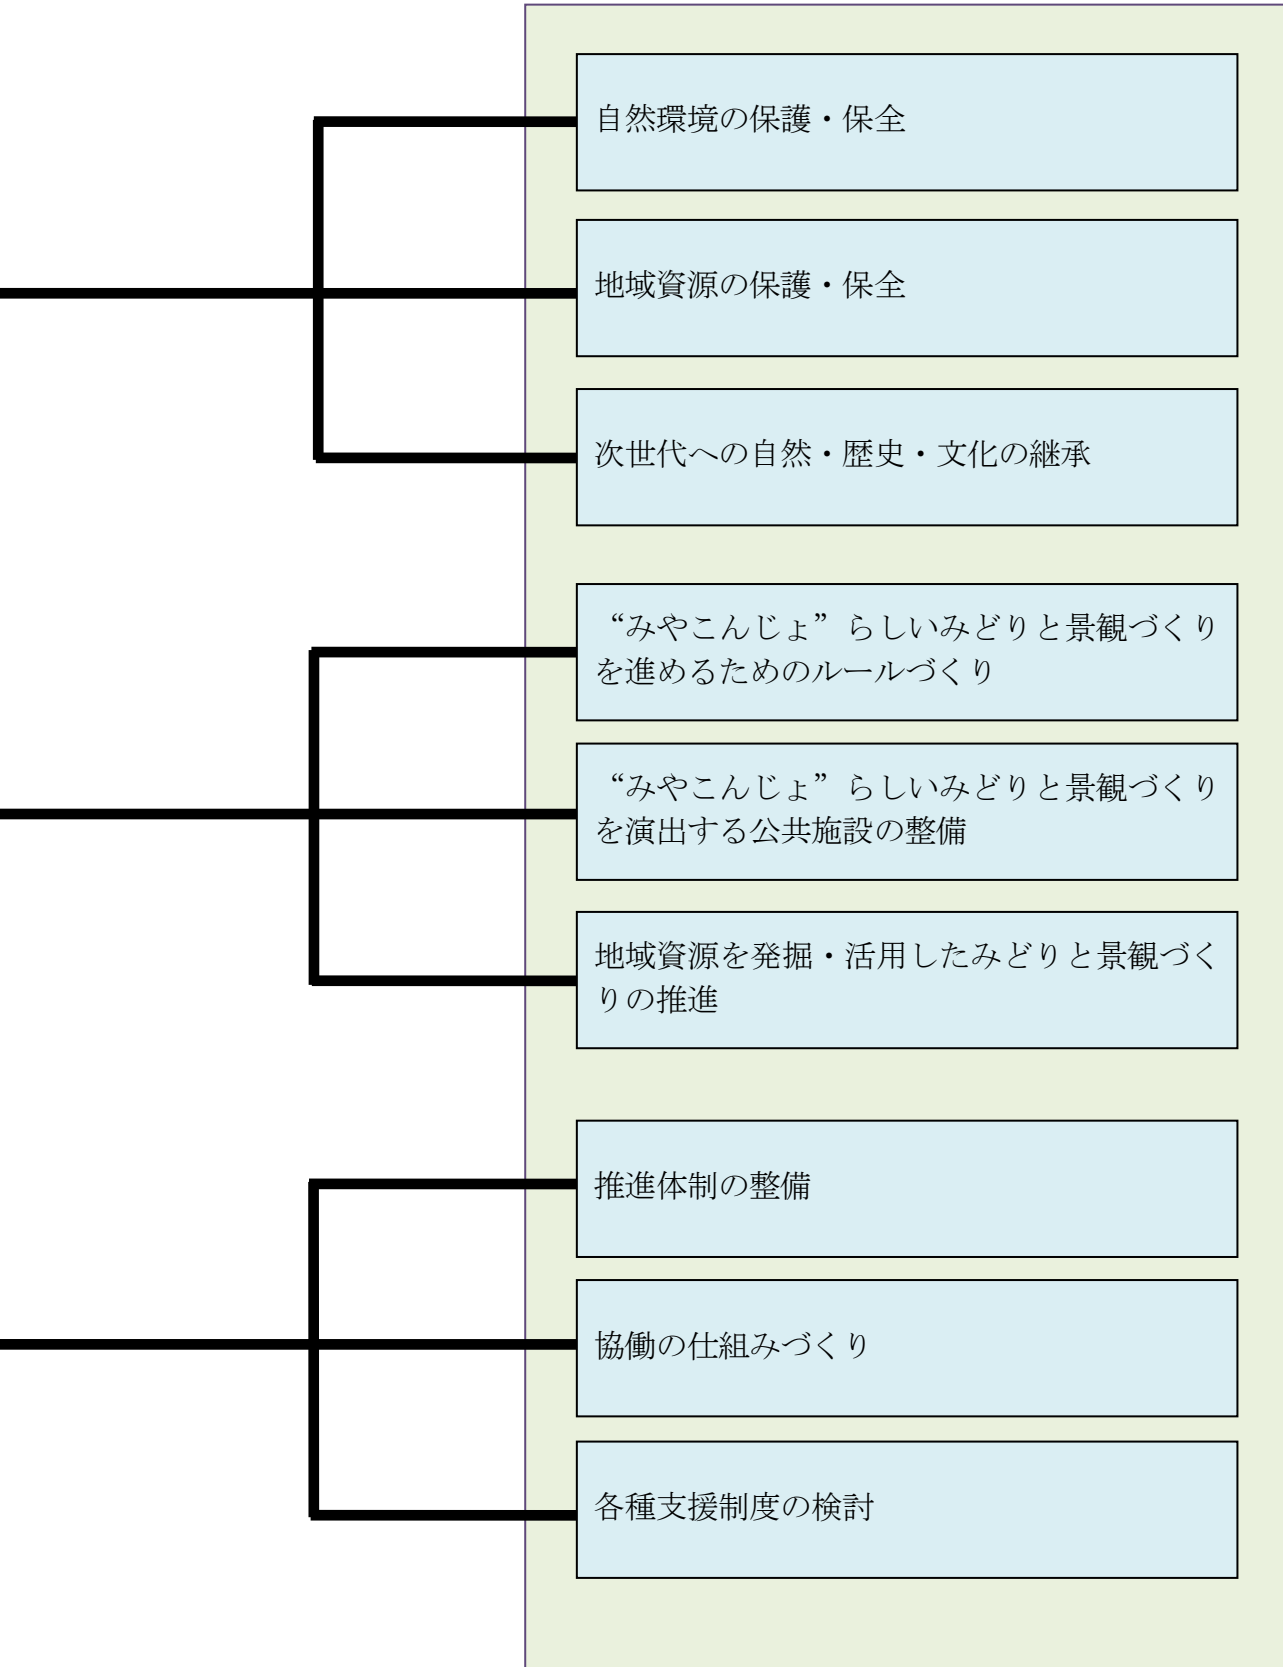 自然環境の保護・保全
地域資源の保護・保全
次世代への自然・歴史・文化の継承
“みやこんじょ”らしいみどりと景観づくり
を進めるためのルールづくり
“みやこんじょ”らしいみどりと景観づくり
を演出する公共施設の整備
地域資源を発掘・活用したみどりと景観づく
りの推進
推進体制の整備
協働の仕組みづくり
各種支援制度の検討